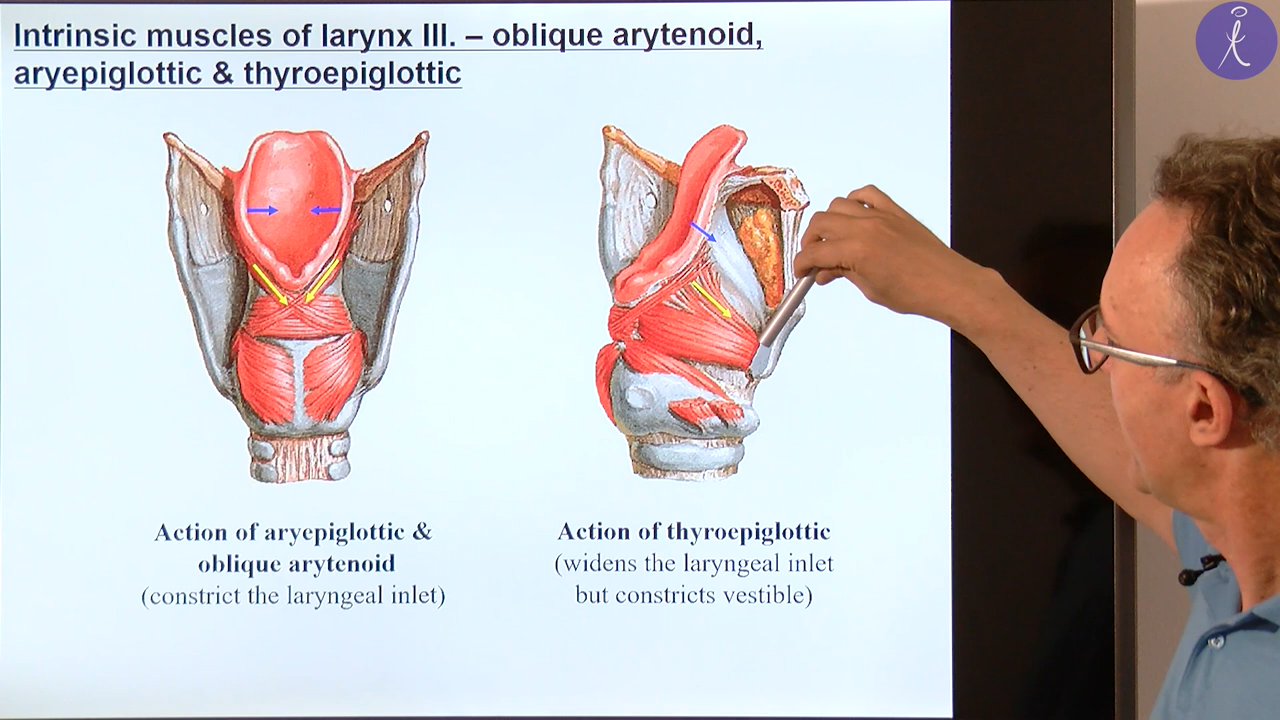 Intrinsic muscles of larynx III. – oblique arytenoid,
aryepiglottic & thyroepiglottic
Action of aryepiglottic &
oblique arytenoid
(constrict the laryngeal inlet)
Action of thyroepiglottic
(widens the laryngeal inlet
but constricts vestible)